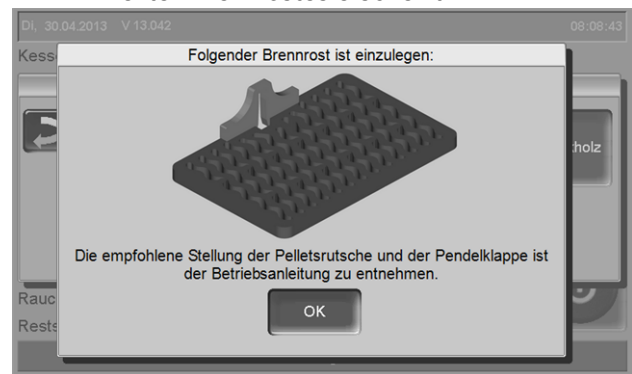 Di, 30.04.2013 V 13.042 08:08:43
Folgender Brennrost ist einzulegen:
Die empfohlene Stellung der Pelletsrutsche und der Pendelklappe ist
der Betriebsanleitung zu entnehmen.
OK